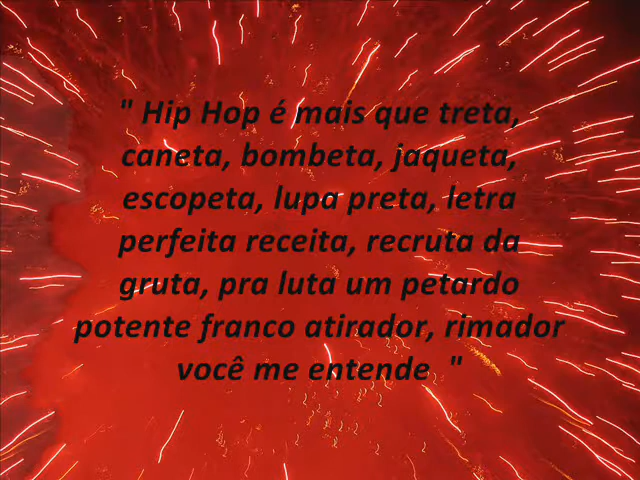 " Hip Hop é mais que treta,
caneta, bombeta, jaqueta,
escopeta, lupa preta, letra
perfeita receita, recruta da
gruta, pra luta um petardo
potente franco atirador, rimador
você me entende "